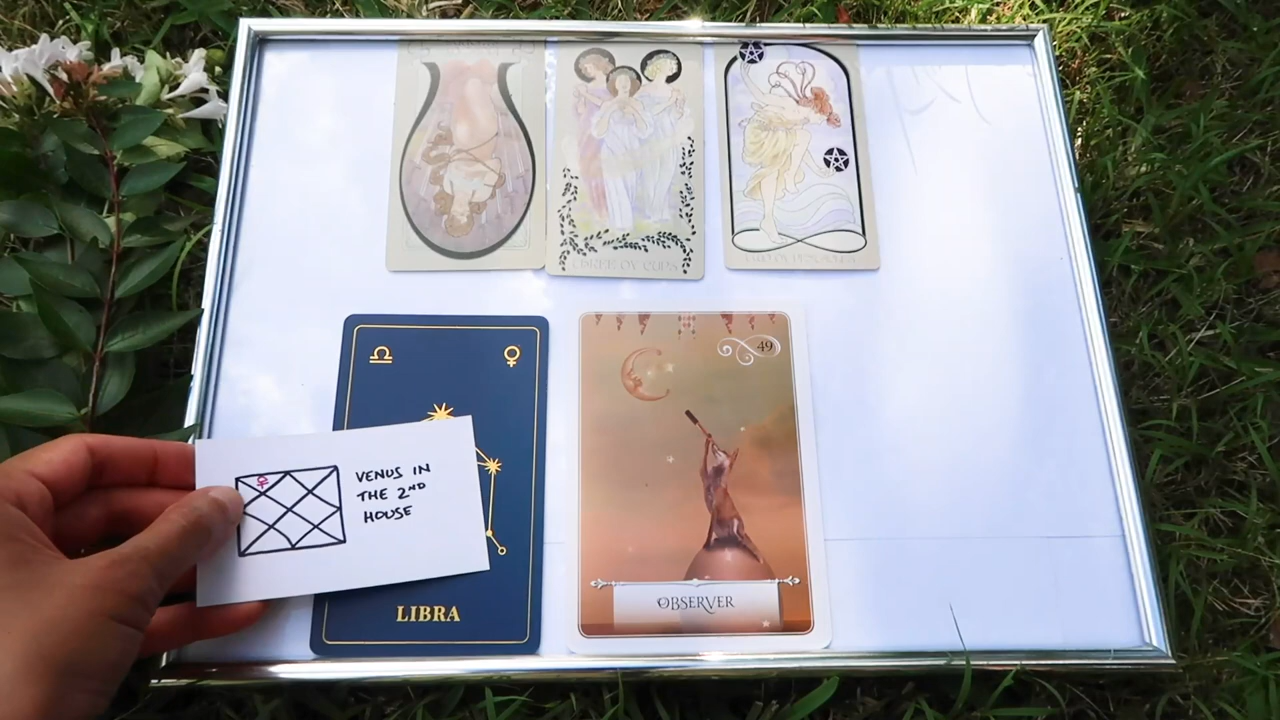 THREE OF CUPS
49
VENUS IN
THE 2ND
HOUSE
OBSERVER
LIBRA